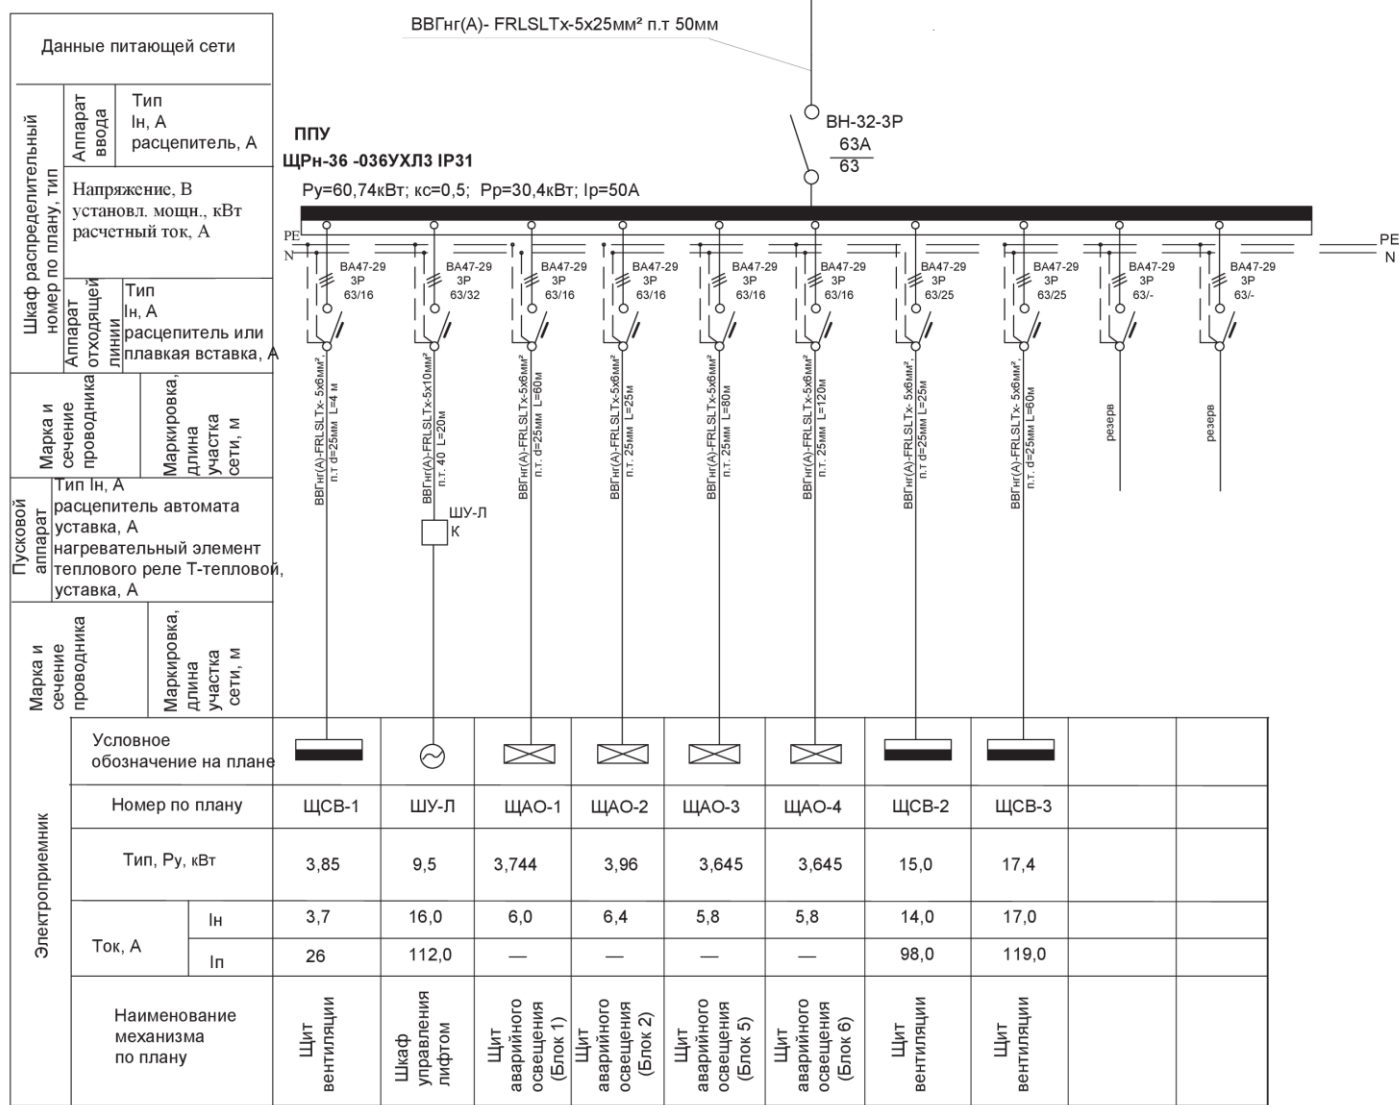 ВВГнг(А)- FRLSLTx-5х25мм² п.т 50мм
Данные питающей сети
Шкаф распределительный
номер по плану, тип
Аппарат
ввода
Тип
Iн, А
расцепитель, А
Напряжение, В
установл. мощн., кВт
расчетный ток, А
Аппарат
отходящей
линии
Тип
Iн, А
расцепитель или
плавкая вставка, А
Марка и
сечение
проводника
Маркировка,
длина
участка
сети, м
Пусковой
аппарат
Тип Iн, А
расцепитель автомата
уставка, А
нагревательный элемент
теплового реле Т-тепловой,
уставка, А
Марка и
сечение
проводника
Маркировка,
длина
участка
сети, м
ППУ
ЩРн-36 -036УХЛ3 IP31
Ру=60,74кВт; кс=0,5; Рр=30,4кВт; Iр=50А
ВН-32-3Р
63А
63
PE
N
PE
N
ВА47-29
3Р
63/16
ВА47-29
3Р
63/32
ВА47-29
3Р
63/16
ВА47-29
3Р
63/16
ВА47-29
3Р
63/16
ВА47-29
3Р
63/16
ВА47-29
3Р
63/25
ВА47-29
3Р
63/25
ВА47-29
3Р
63/-
ВА47-29
3Р
63/-
ВВГнг(А)-FRLSLTx- 5х6мм²,
п.т d=25мм L=4 м
ВВГнг(А)-FRLSLTx-5х10мм²
п.т. 40 L=20м
ВВГнг(А)-FRLSLTx-5х6мм²
п.т. d=25мм L=60м
ВВГнг(А)-FRLSLTx-5х6мм²
п.т. 25мм L=25м
ВВГнг(А)-FRLSLTx-5х6мм²
п.т. 25мм L=80м
ВВГнг(А)-FRLSLTx-5х6мм²
п.т. 25мм L=120м
ВВГнг(А)-FRLSLTx- 5х6мм²,
п.т d=25мм L=25м
ВВГнг(А)-FRLSLTx- 5х6мм²,
п.т. d=25мм L=60м
резерв
резерв
ШУ-Л
К
Электроприемник
Условное
обозначение на плане
Номер по плану ЩСВ-1 ШУ-Л ЩАО-1 ЩАО-2 ЩАО-3 ЩАО-4 ЩСВ-2 ЩСВ-3
Тип, Ру, кВт 3,85 9,5 3,744 3,96 3,645 3,645 15,0 17,4
Ток, А
Iн 3,7 16,0 6,0 6,4 5,8 5,8 14,0 17,0
Iп 26 112,0 — — — — 98,0 119,0
Наименование
механизма
по плану
Щит
вентиляции
Шкаф
управления
лифтом
Щит
аварийного
освещения
(Блок 1)
Щит
аварийного
освещения
(Блок 2)
Щит
аварийного
освещения
(Блок 5)
Щит
аварийного
освещения
(Блок 6)
Щит
вентиляции
Щит
вентиляции